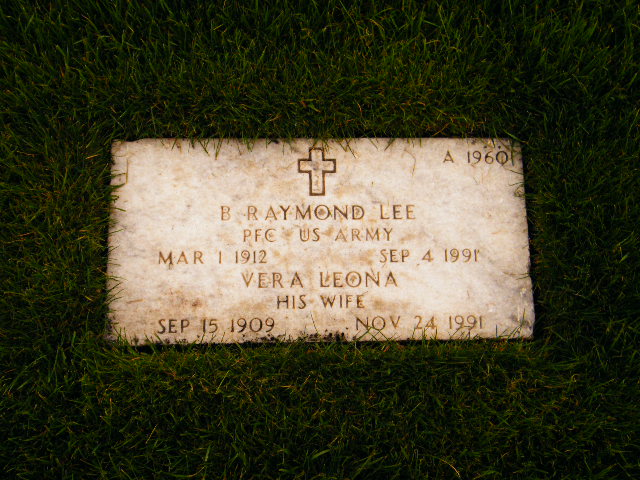 A 1960
B RAYMOND LEE
PFC US ARMY
MAR 1 1912 SEP 4 1991
VERA LEONA
HIS WIFE
SEP 15 1909 NOV 24 1991